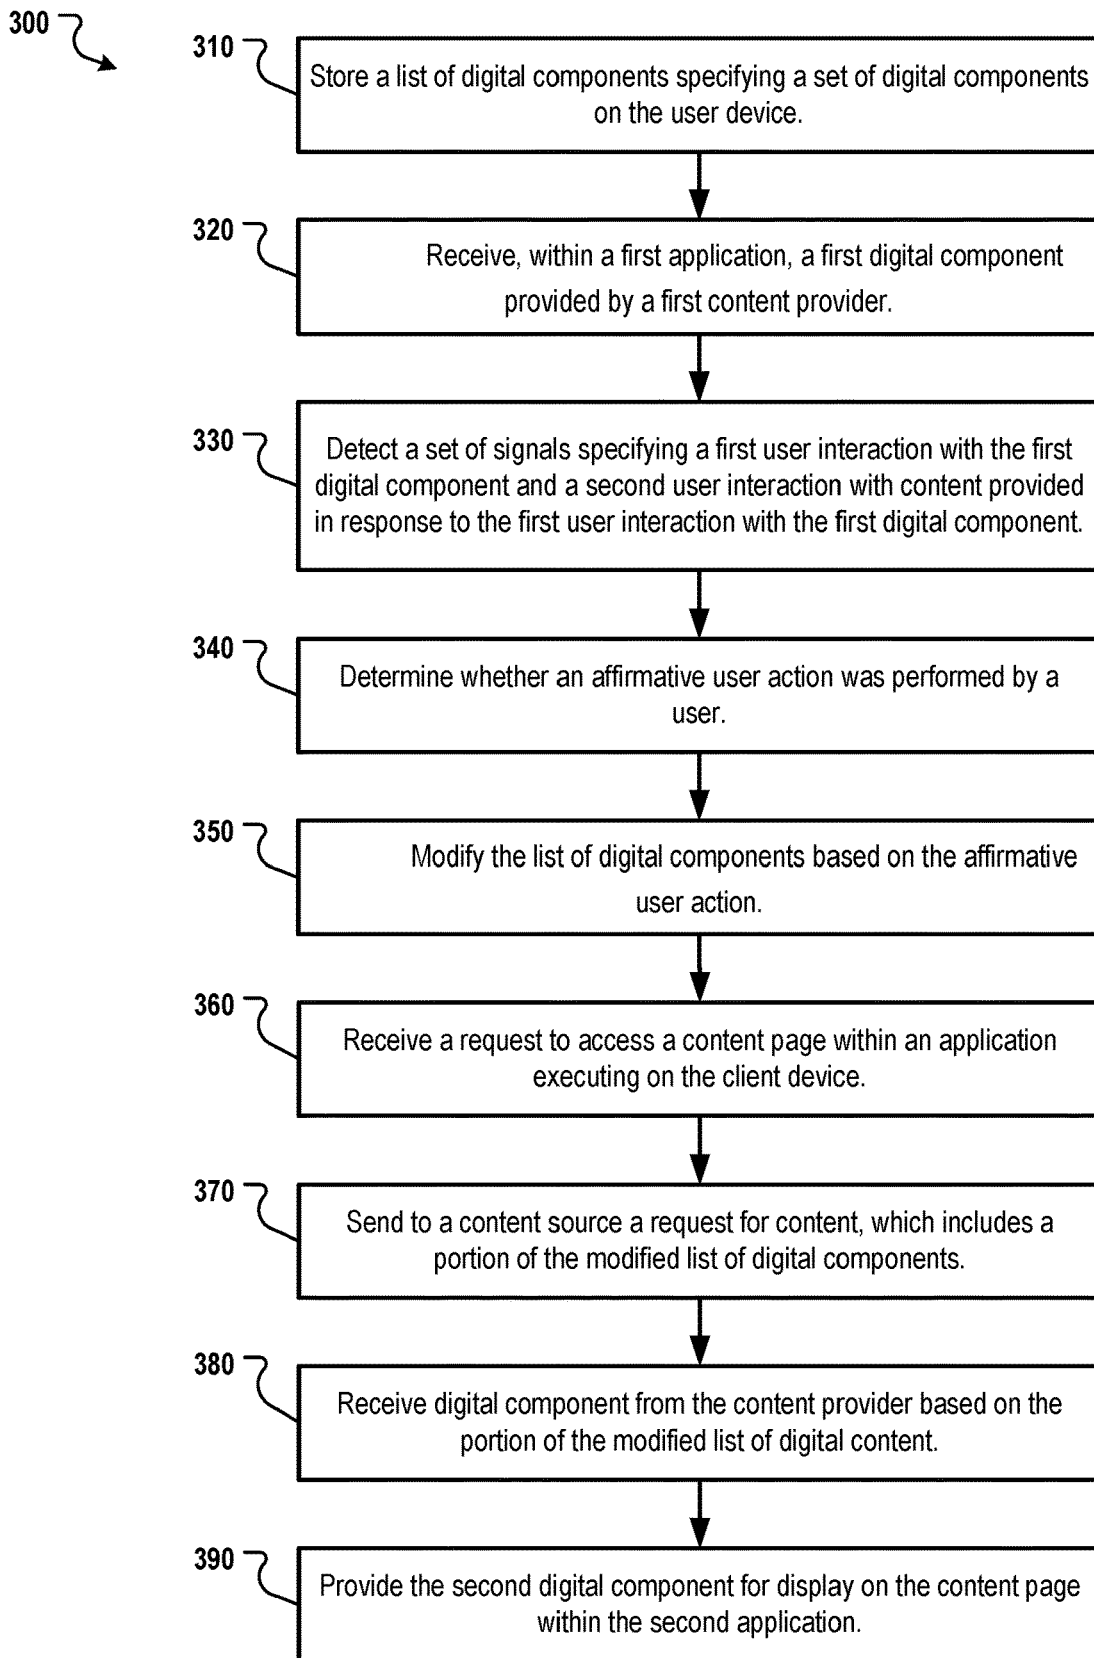 300
310
Store a list of digital components specifying a set of digital components
on the user device.
320
Receive, within a first application, a first digital component
provided by a first content provider.
330
Detect a set of signals specifying a first user interaction with the first
digital component and a second user interaction with content provided
in response to the first user interaction with the first digital component.
340
Determine whether an affirmative user action was performed by a
user.
350
Modify the list of digital components based on the affirmative
user action.
360
Receive a request to access a content page within an application
executing on the client device.
370
Send to a content source a request for content, which includes a
portion of the modified list of digital components.
380
Receive digital component from the content provider based on the
portion of the modified list of digital content.
390
Provide the second digital component for display on the content page
within the second application.